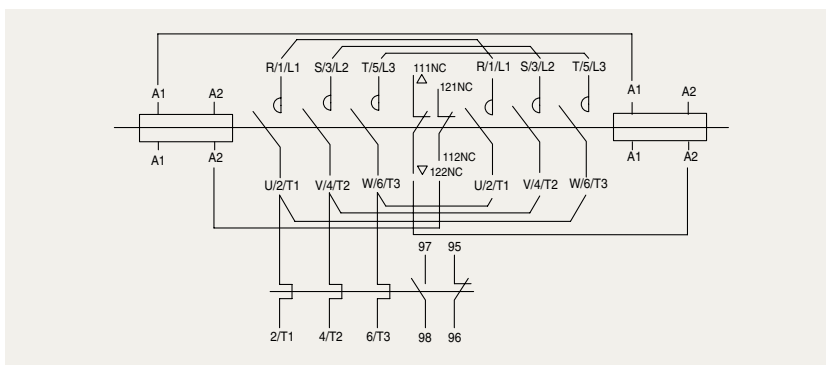 R/1/L1 S/3/L2 T/5/L3 111NC R/1/L1 S/3/L2 T/5/L3
121NC
A1 A2 A1 A2
A1 A2 A1 A2
112NC
122NC
U/2/T1 V/4/T2 W/6/T3 U/2/T1 V/4/T2 W/6/T3
97 95
2/T1 4/T2 6/T3 98 96